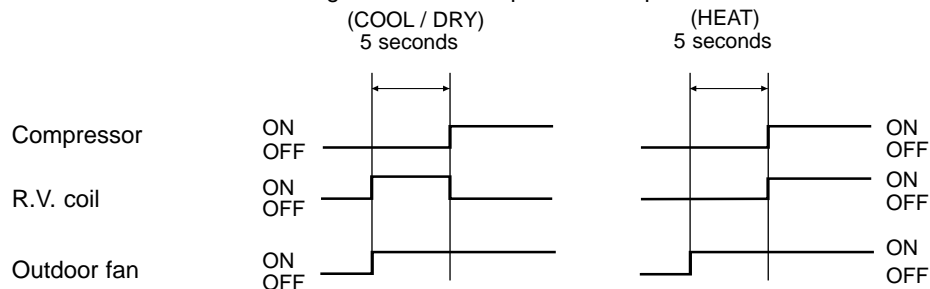 (COOL / DRY) (HEAT)
5 seconds 5 seconds
Compressor ON ON
OFF OFF
R.V. coil ON ON
OFF OFF
Outdoor fan ON ON
OFF OFF